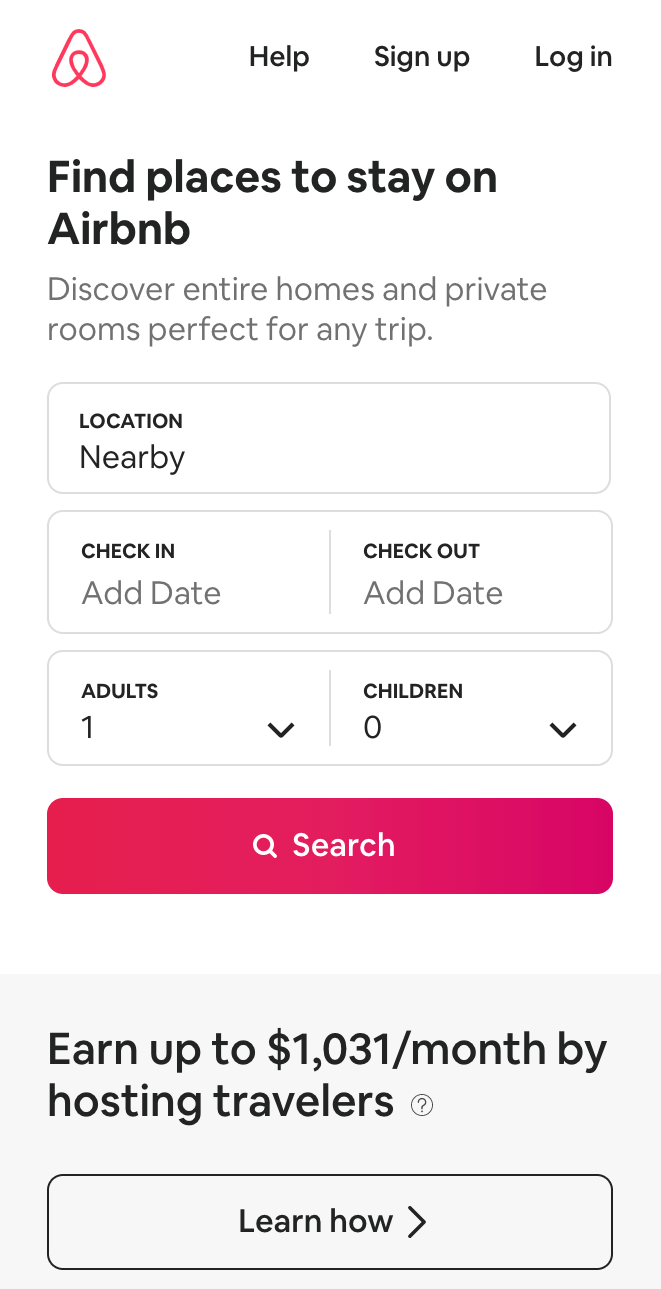 Help Sign up Log in
Find places to stay on
Airbnb
Discover entire homes and private
rooms perfect for any trip.
LOCATION
Nearby
CHECK IN CHECK OUT
Add Date Add Date
ADULTS CHILDREN
1 0
Search
Earn up to $1,031/month by
hosting travelers ?
Learn how